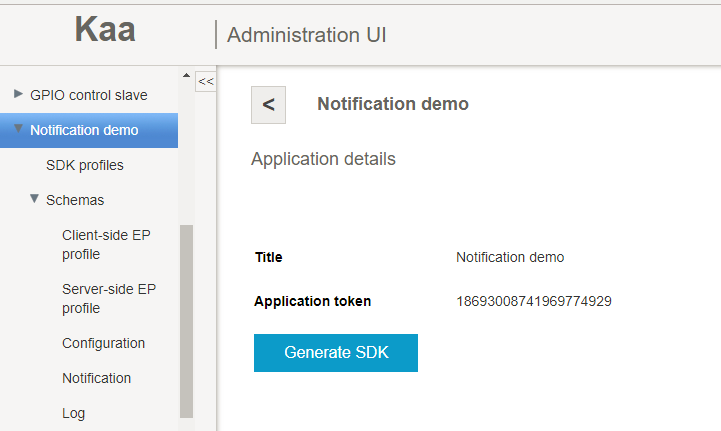 Kaa
Administration UI
GPIO control slave
<<
Notification demo
SDK profiles
Schemas
Client-side EP
profile
Server-side EP
profile
Configuration
Notification
Log
<
Notification demo
Application details
Title
Notification demo
Application token
18693008741969774929
Generate SDK